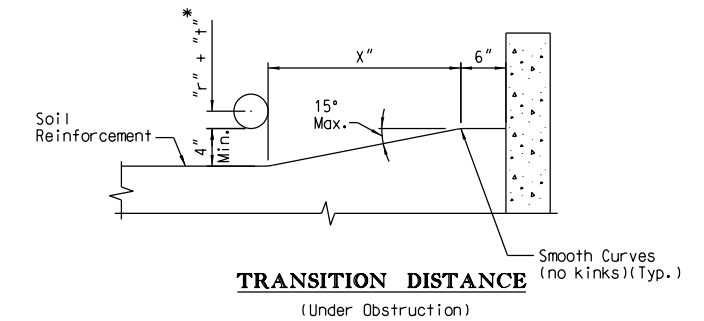 "r" + "t"*
X"
6"
15°
Max.
Soil
Reinforcement
4"
Min.
Smooth Curves
(no kinks)(Typ.)
TRANSITION DISTANCE
(Under Obstruction)